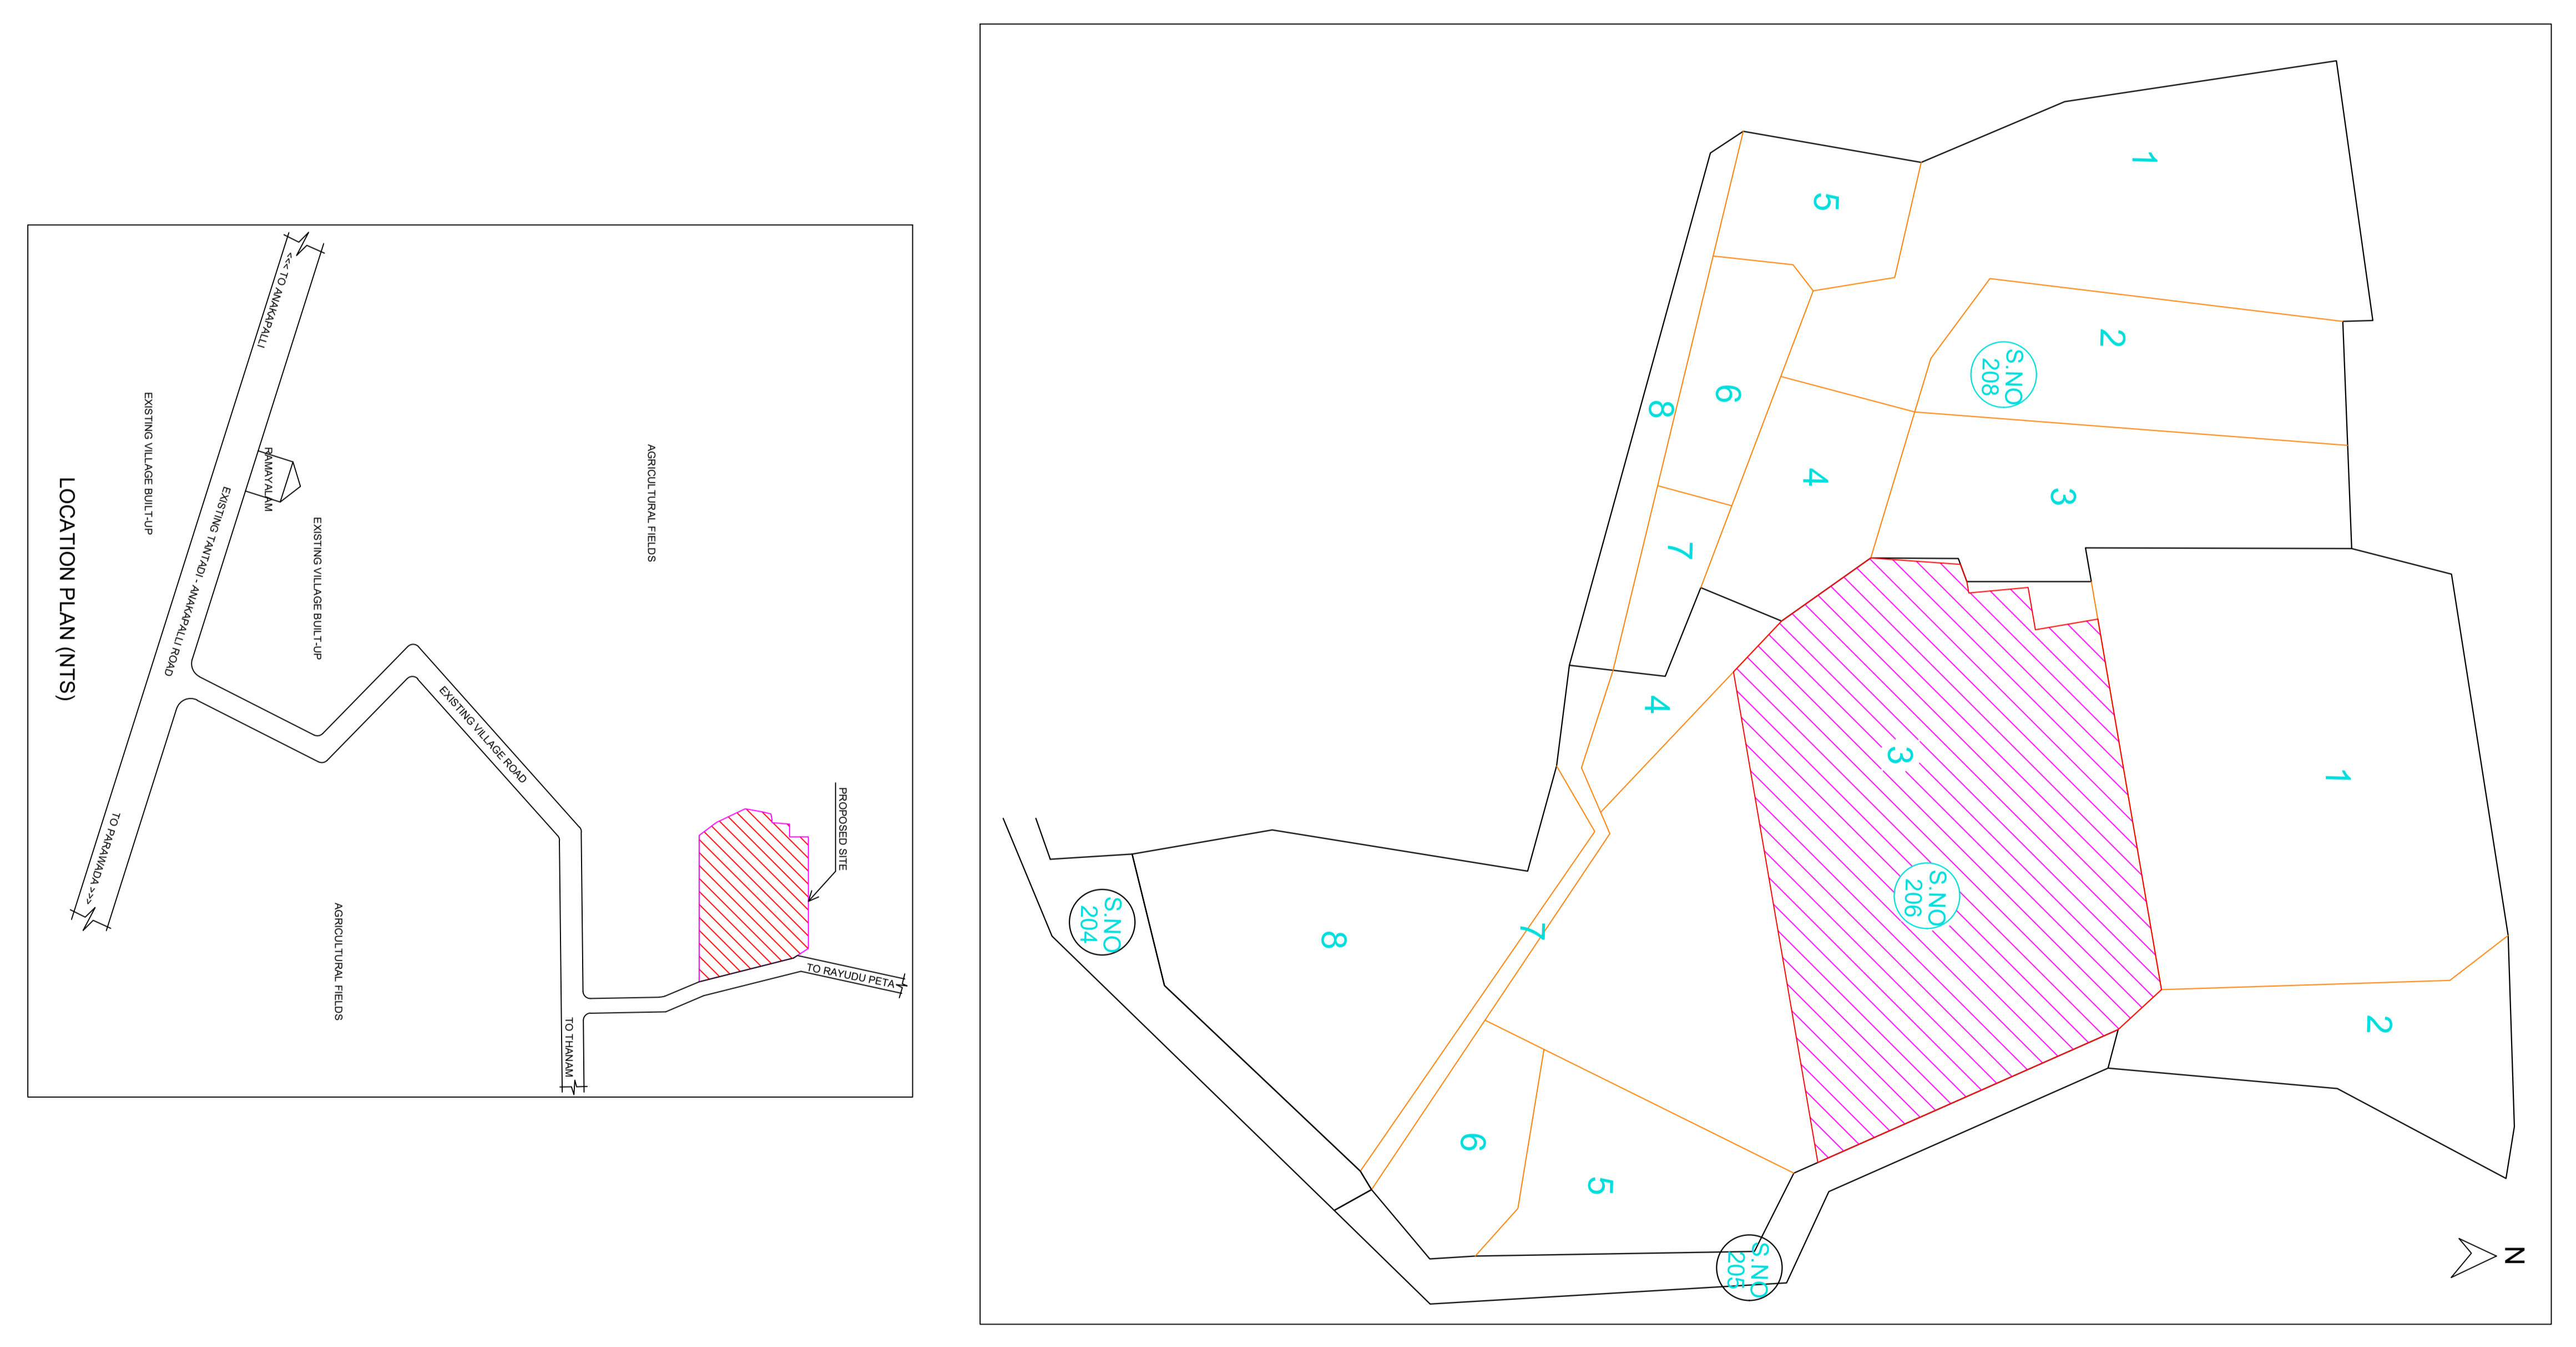 LOCATION PLAN (NTS)
<<< TO ANAKAPALLI
EXISTING VILLAGE BUILT-UP
RAMAYALAM
EXISTING TANTADI - ANAKAPALLI ROAD
EXISTING VILLAGE BUILT-UP
AGRICULTURAL FIELDS
EXISTING VILLAGE ROAD
PROPOSED SITE
TO PARAWADA >>>
AGRICULTURAL FIELDS
TO RAYUDU PETA
TO THANAM
1
5
2
S.NO
208
6
8
4
3
7
4
3
1
S.NO
206
S.NO
204
8
7
2
6
5
S.NO
205
N